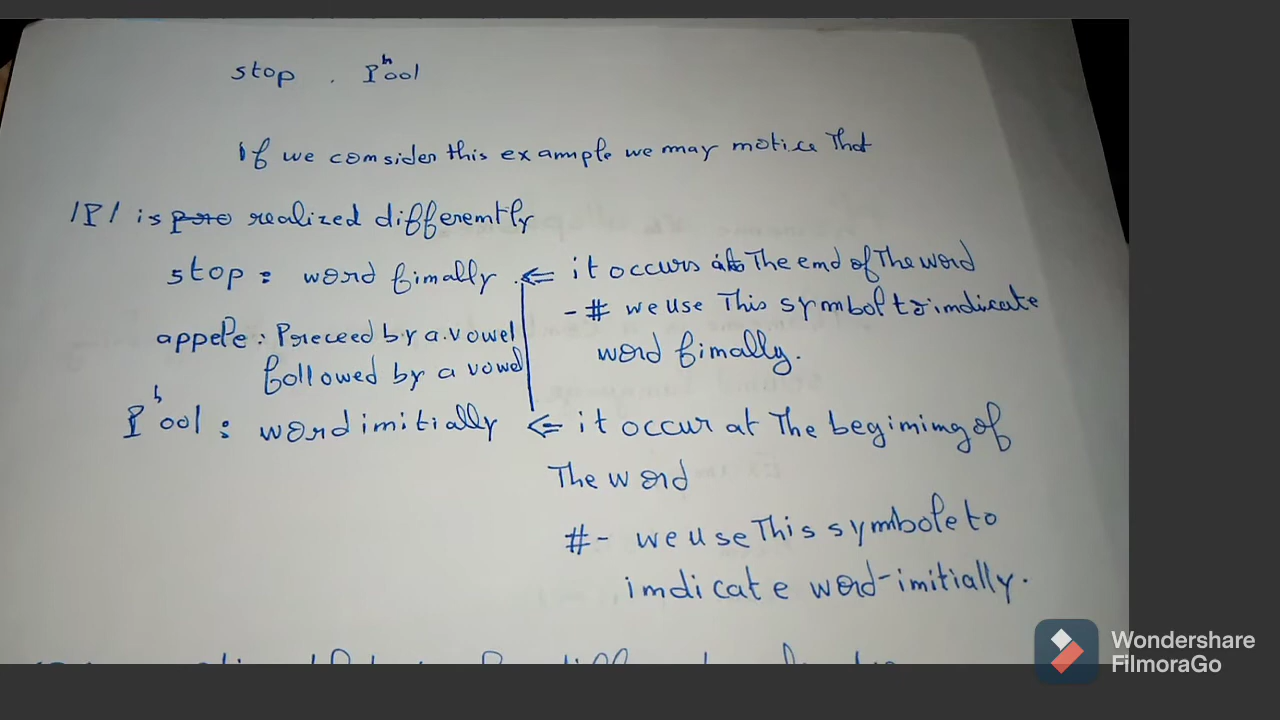 stop . Pʰool
If we consider this example we may notice that
/P/ is realized differently
stop : word finally ⇐ it occurs at the end of the word
-# we use this symbol to indicate
word finally.
appele : Preceed by a vowel
followed by a vowel
Pʰool : word initially ⇐ it occur at the begining of
the word
#- we use this symbole to
indicate word-initially.
Wondershare
FilmoraGo